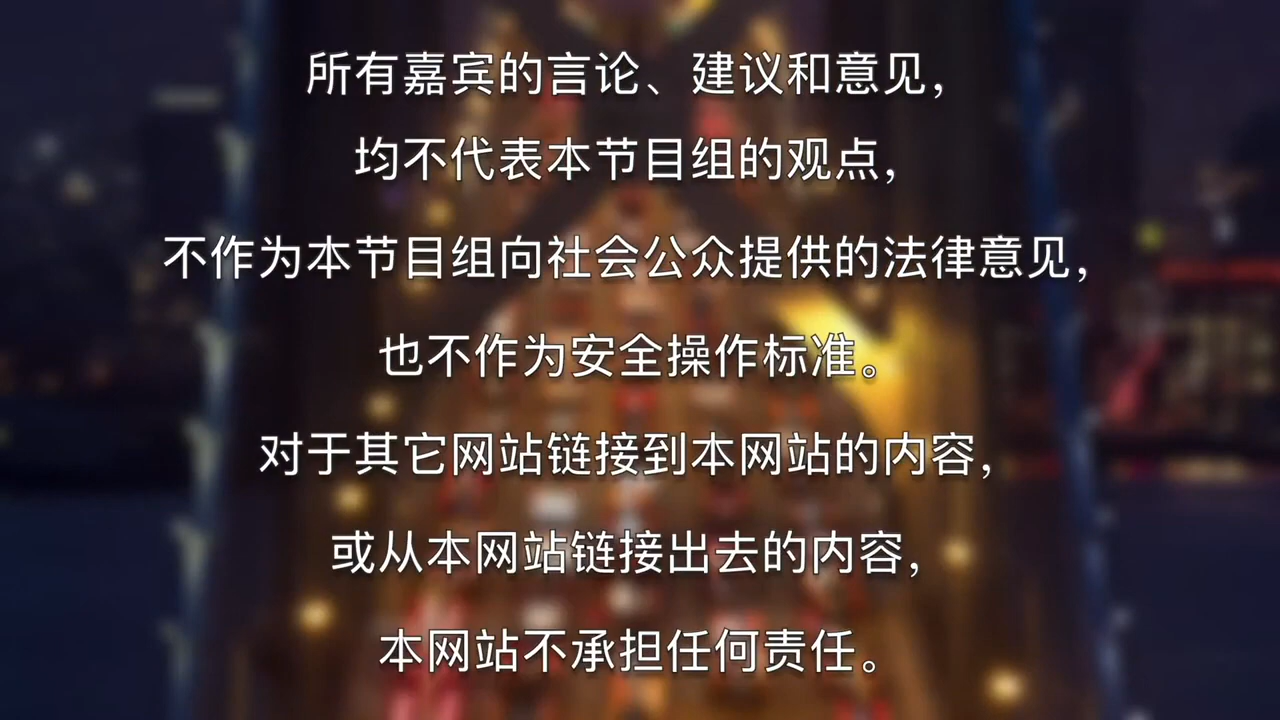 所有嘉宾的言论、建议和意见，
均不代表本节目组的观点，
不作为本节目组向社会公众提供的法律意见，
也不作为安全操作标准。
对于其它网站链接到本网站的内容，
或从本网站链接出去的内容，
本网站不承担任何责任。